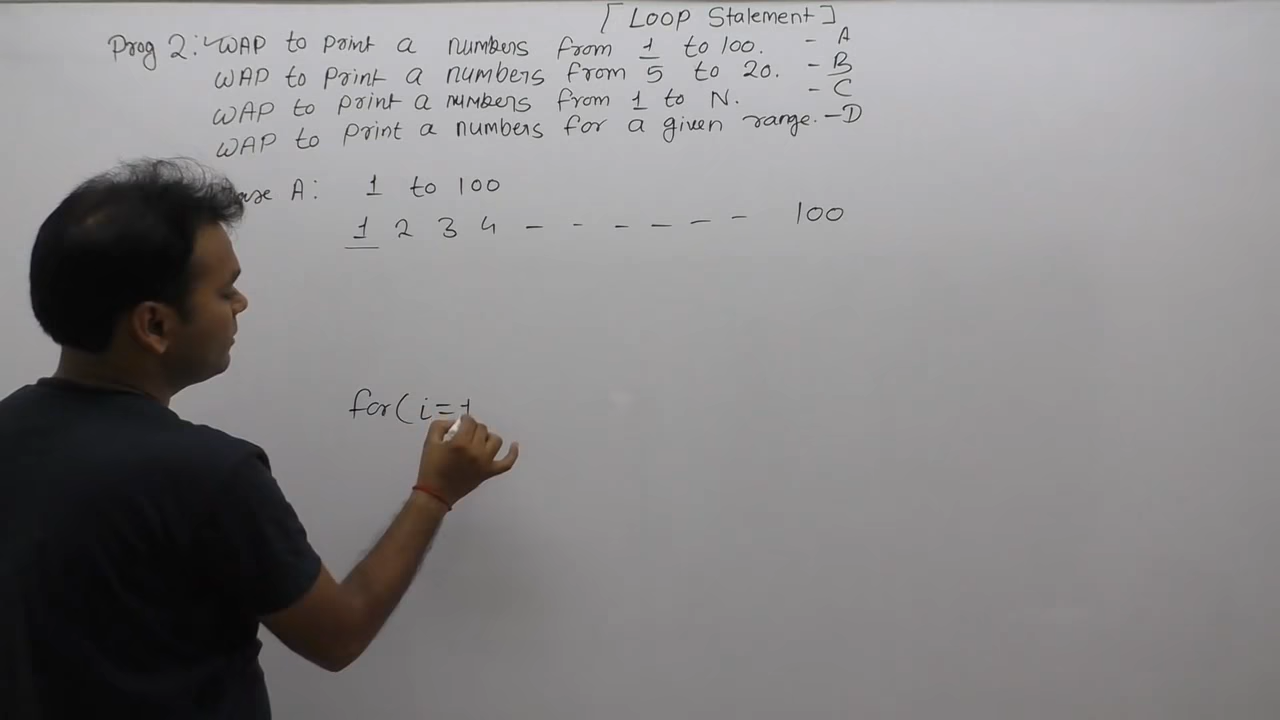 [Loop Statement]
Prog 2: WAP to print a numbers from 1 to 100. - A
WAP to print a numbers from 5 to 20. - B
WAP to print a numbers from 1 to N. - C
WAP to print a numbers for a given range. - D
A: 1 to 100
1 2 3 4 - - - - - - 100
for( i=1